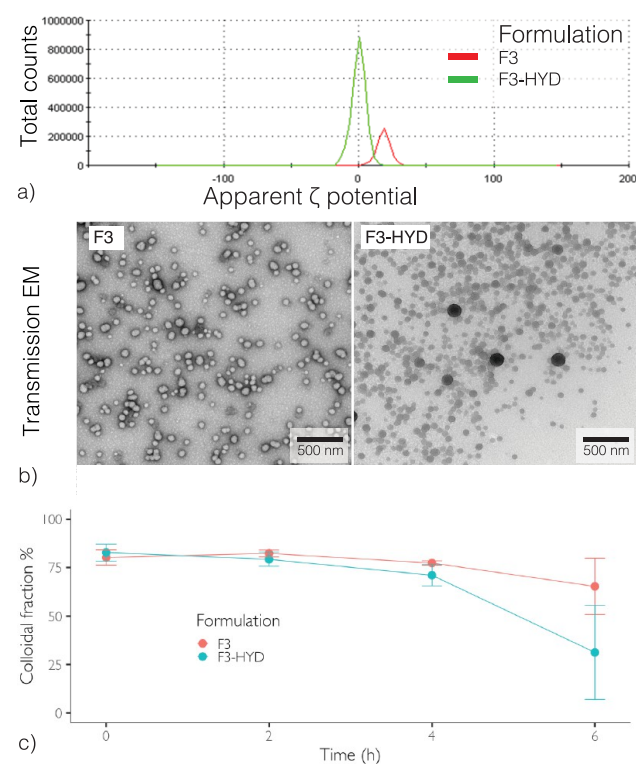 1000000
800000
600000
400000
200000
0
Total counts
Formulation
F3
F3-HYD
-100
0
100
200
a)
Apparent ζ potential
F3
F3-HYD
Transmission EM
500 nm
500 nm
b)
100
75
50
25
0
Colloidal fraction %
Formulation
F3
F3-HYD
0
2
4
6
Time (h)
c)